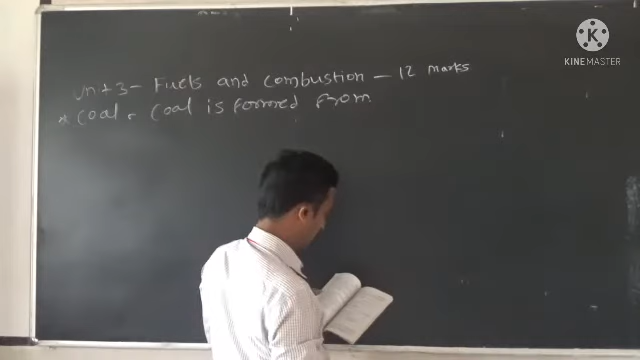 Unit 3 - Fuels and combustion - 12 marks
* Coal - Coal is formed from
K
KINEMASTER